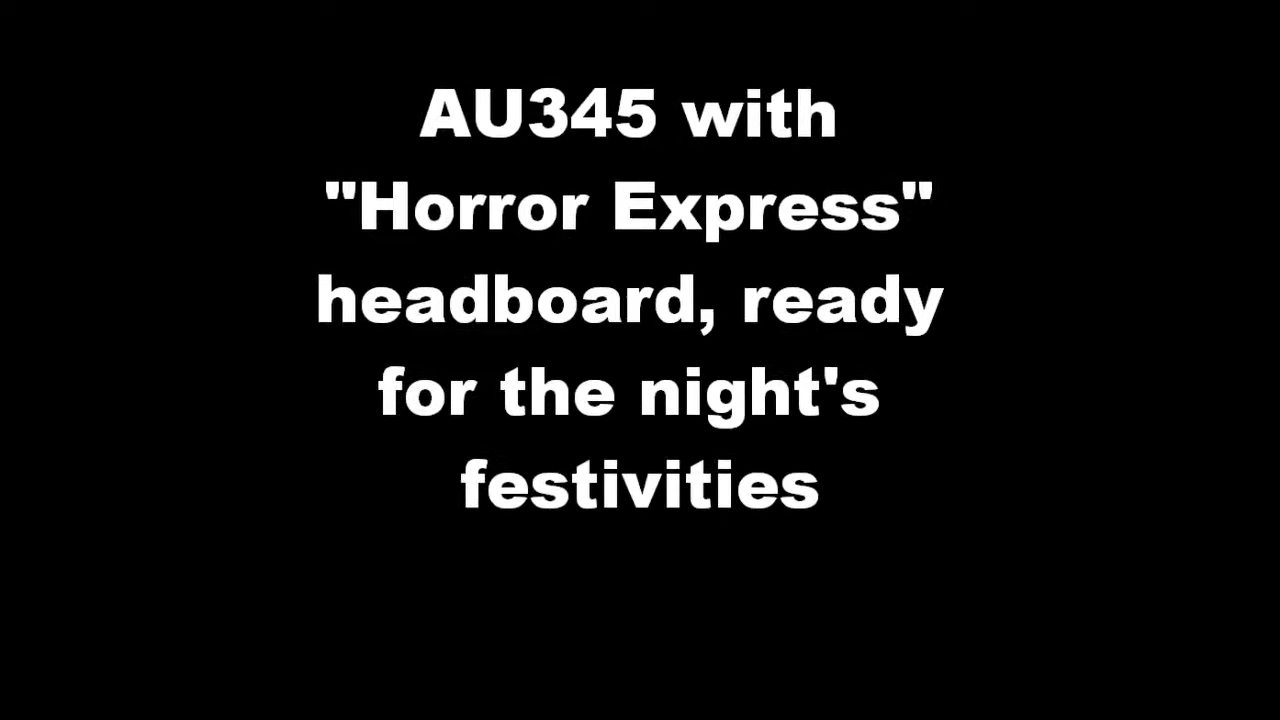 AU345 with
"Horror Express"
headboard, ready
for the night's
festivities